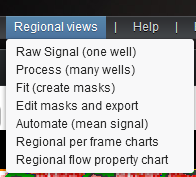 Regional views | Help |
Raw Signal (one well)
Process (many wells)
Fit (create masks)
Edit masks and export
Automate (mean signal)
Regional per frame charts
Regional flow property chart